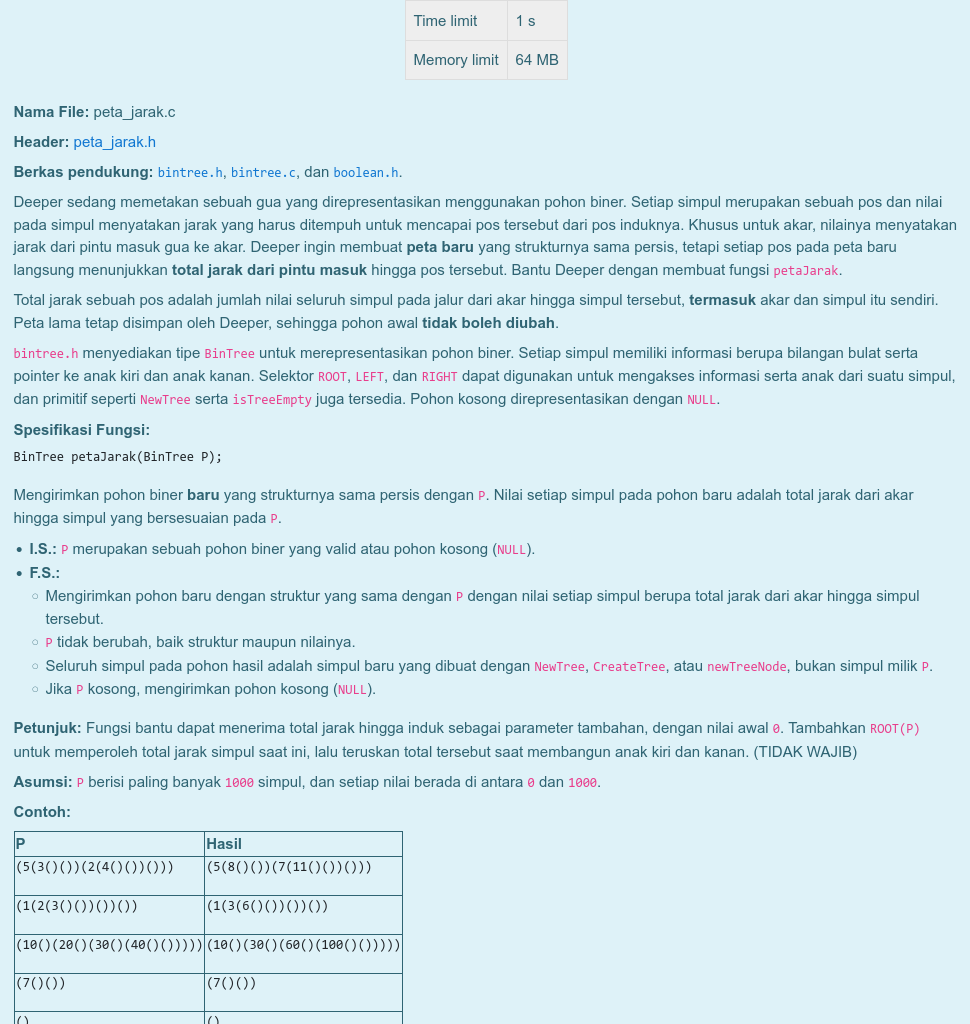 Time limit 1 s
Memory limit 64 MB
Nama File: peta_jarak.c
Header: peta_jarak.h
Berkas pendukung: bintree.h, bintree.c, dan boolean.h.
Deeper sedang memetakan sebuah gua yang direpresentasikan menggunakan pohon biner. Setiap simpul merupakan sebuah pos dan nilai
pada simpul menyatakan jarak yang harus ditempuh untuk mencapai pos tersebut dari pos induknya. Khusus untuk akar, nilainya menyatakan
jarak dari pintu masuk gua ke akar. Deeper ingin membuat peta baru yang strukturnya sama persis, tetapi setiap pos pada peta baru
langsung menunjukkan total jarak dari pintu masuk hingga pos tersebut. Bantu Deeper dengan membuat fungsi petaJarak.
Total jarak sebuah pos adalah jumlah nilai seluruh simpul pada jalur dari akar hingga simpul tersebut, termasuk akar dan simpul itu sendiri.
Peta lama tetap disimpan oleh Deeper, sehingga pohon awal tidak boleh diubah.
bintree.h menyediakan tipe BinTree untuk merepresentasikan pohon biner. Setiap simpul memiliki informasi berupa bilangan bulat serta
pointer ke anak kiri dan anak kanan. Selektor ROOT, LEFT, dan RIGHT dapat digunakan untuk mengakses informasi serta anak dari suatu simpul,
dan primitif seperti NewTree serta isTreeEmpty juga tersedia. Pohon kosong direpresentasikan dengan NULL.
Spesifikasi Fungsi:
BinTree petaJarak(BinTree P);
Mengirimkan pohon biner baru yang strukturnya sama persis dengan P. Nilai setiap simpul pada pohon baru adalah total jarak dari akar
hingga simpul yang bersesuaian pada P.
• I.S.: P merupakan sebuah pohon biner yang valid atau pohon kosong (NULL).
• F.S.:
○ Mengirimkan pohon baru dengan struktur yang sama dengan P dengan nilai setiap simpul berupa total jarak dari akar hingga simpul
tersebut.
○ P tidak berubah, baik struktur maupun nilainya.
○ Seluruh simpul pada pohon hasil adalah simpul baru yang dibuat dengan NewTree, CreateTree, atau newTreeNode, bukan simpul milik P.
○ Jika P kosong, mengirimkan pohon kosong (NULL).
Petunjuk: Fungsi bantu dapat menerima total jarak hingga induk sebagai parameter tambahan, dengan nilai awal 0. Tambahkan ROOT(P)
untuk memperoleh total jarak simpul saat ini, lalu teruskan total tersebut saat membangun anak kiri dan kanan. (TIDAK WAJIB)
Asumsi: P berisi paling banyak 1000 simpul, dan setiap nilai berada di antara 0 dan 1000.
Contoh:
P Hasil
(5(3()())(2(4()())())) (5(8()())(7(11()())()))
(1(2(3()())())()) (1(3(6()())())())
(10()(20()(30()(40()())))) (10()(30()(60()(100()()))))
(7()()) (7()())
() ()